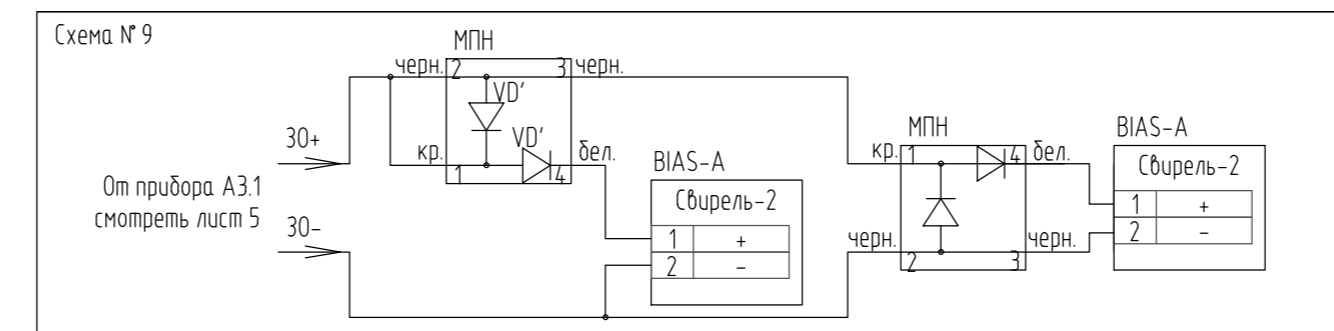 Схема № 9
МПН
черн. 2 3 черн.
VD'
VD'
кр. 1 4 бел.
ЗО+
От прибора А3.1
смотреть лист 5
ЗО-
BIAS-A
Свирель-2
1 +
2 -
МПН
кр. 1 4 бел.
черн. 2 3 черн.
BIAS-A
Свирель-2
1 +
2 -